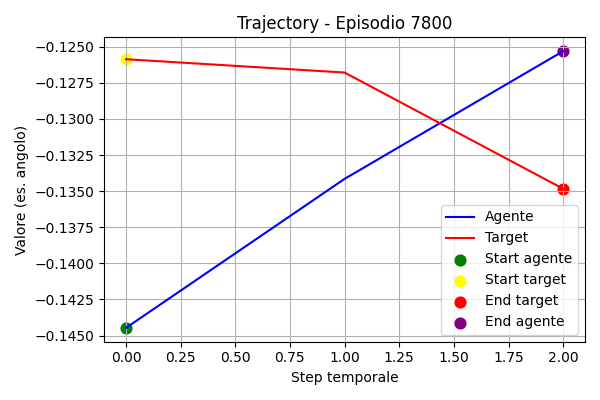 Trajectory - Episodio 7800
Valore (es. angolo)
−0.1250
−0.1275
−0.1300
−0.1325
−0.1350
−0.1375
−0.1400
−0.1425
−0.1450
Agente
Target
Start agente
Start target
End target
End agente
0.00 0.25 0.50 0.75 1.00 1.25 1.50 1.75 2.00
Step temporale